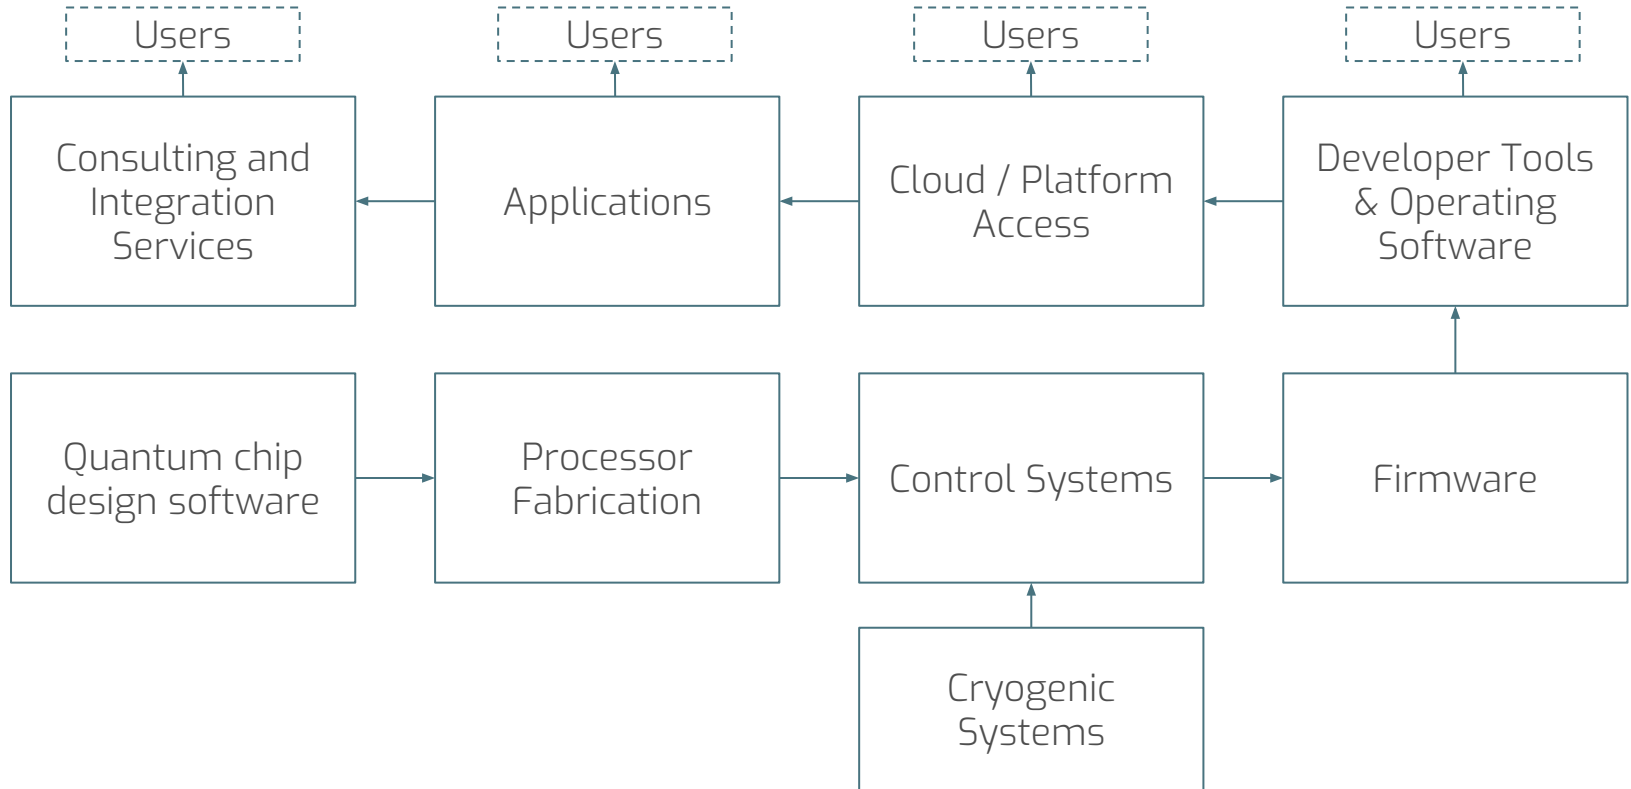 Users
Users
Users
Users
Consulting and
Integration
Services
Applications
Cloud / Platform
Access
Developer Tools
& Operating
Software
Quantum chip
design software
Processor
Fabrication
Control Systems
Firmware
Cryogenic
Systems